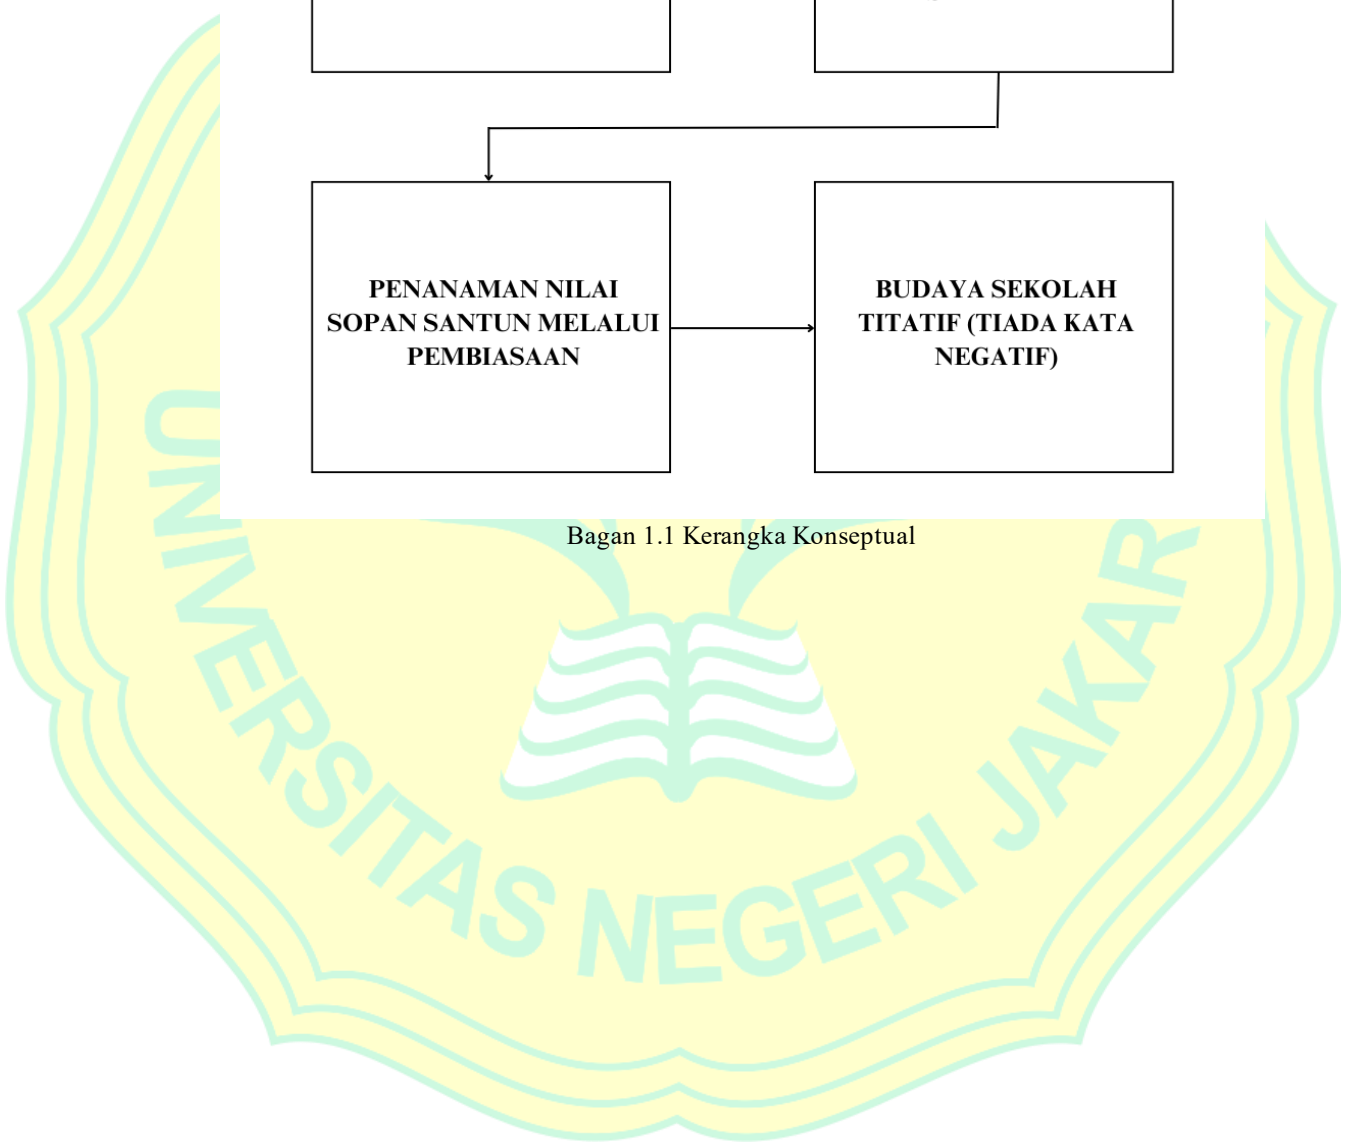 PENANAMAN NILAI
SOPAN SANTUN MELALUI
PEMBIASAAN
BUDAYA SEKOLAH
TITATIF (TIADA KATA
NEGATIF)
Bagan 1.1 Kerangka Konseptual
UNIVERSITAS NEGERI JAKAR